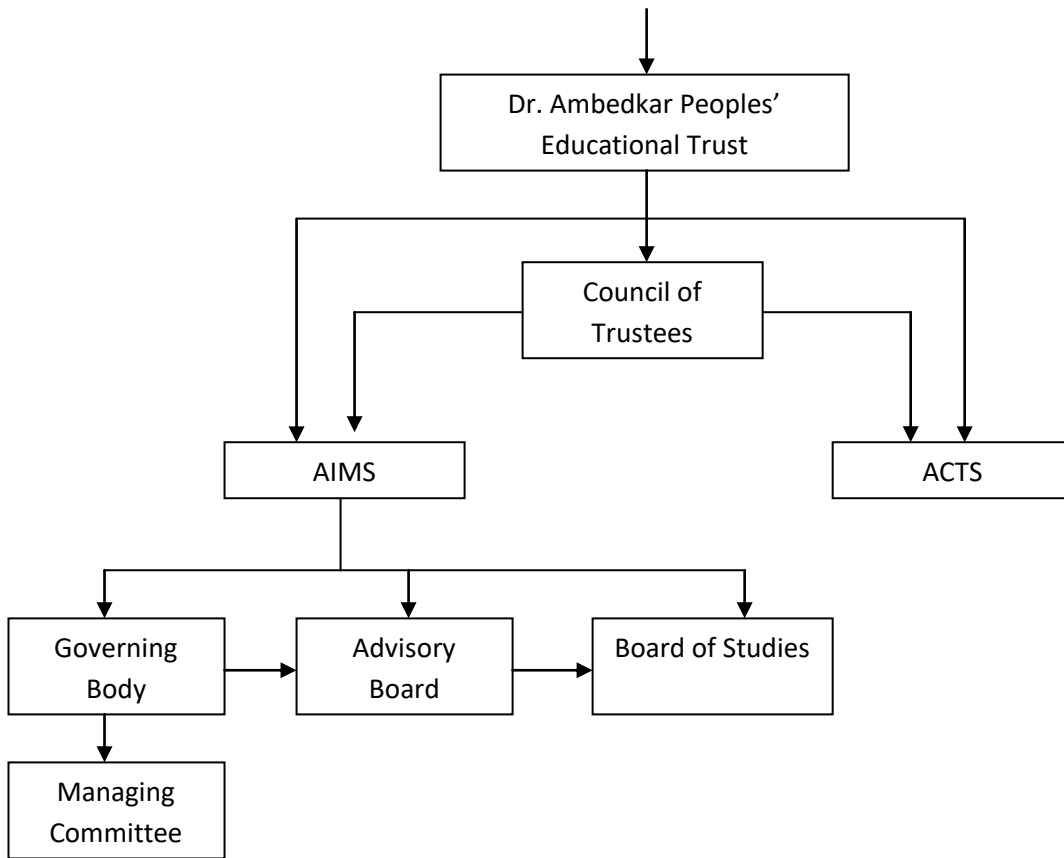 Dr. Ambedkar Peoples’
Educational Trust
Council of
Trustees
AIMS
ACTS
Governing
Body
Advisory
Board
Board of Studies
Managing
Committee